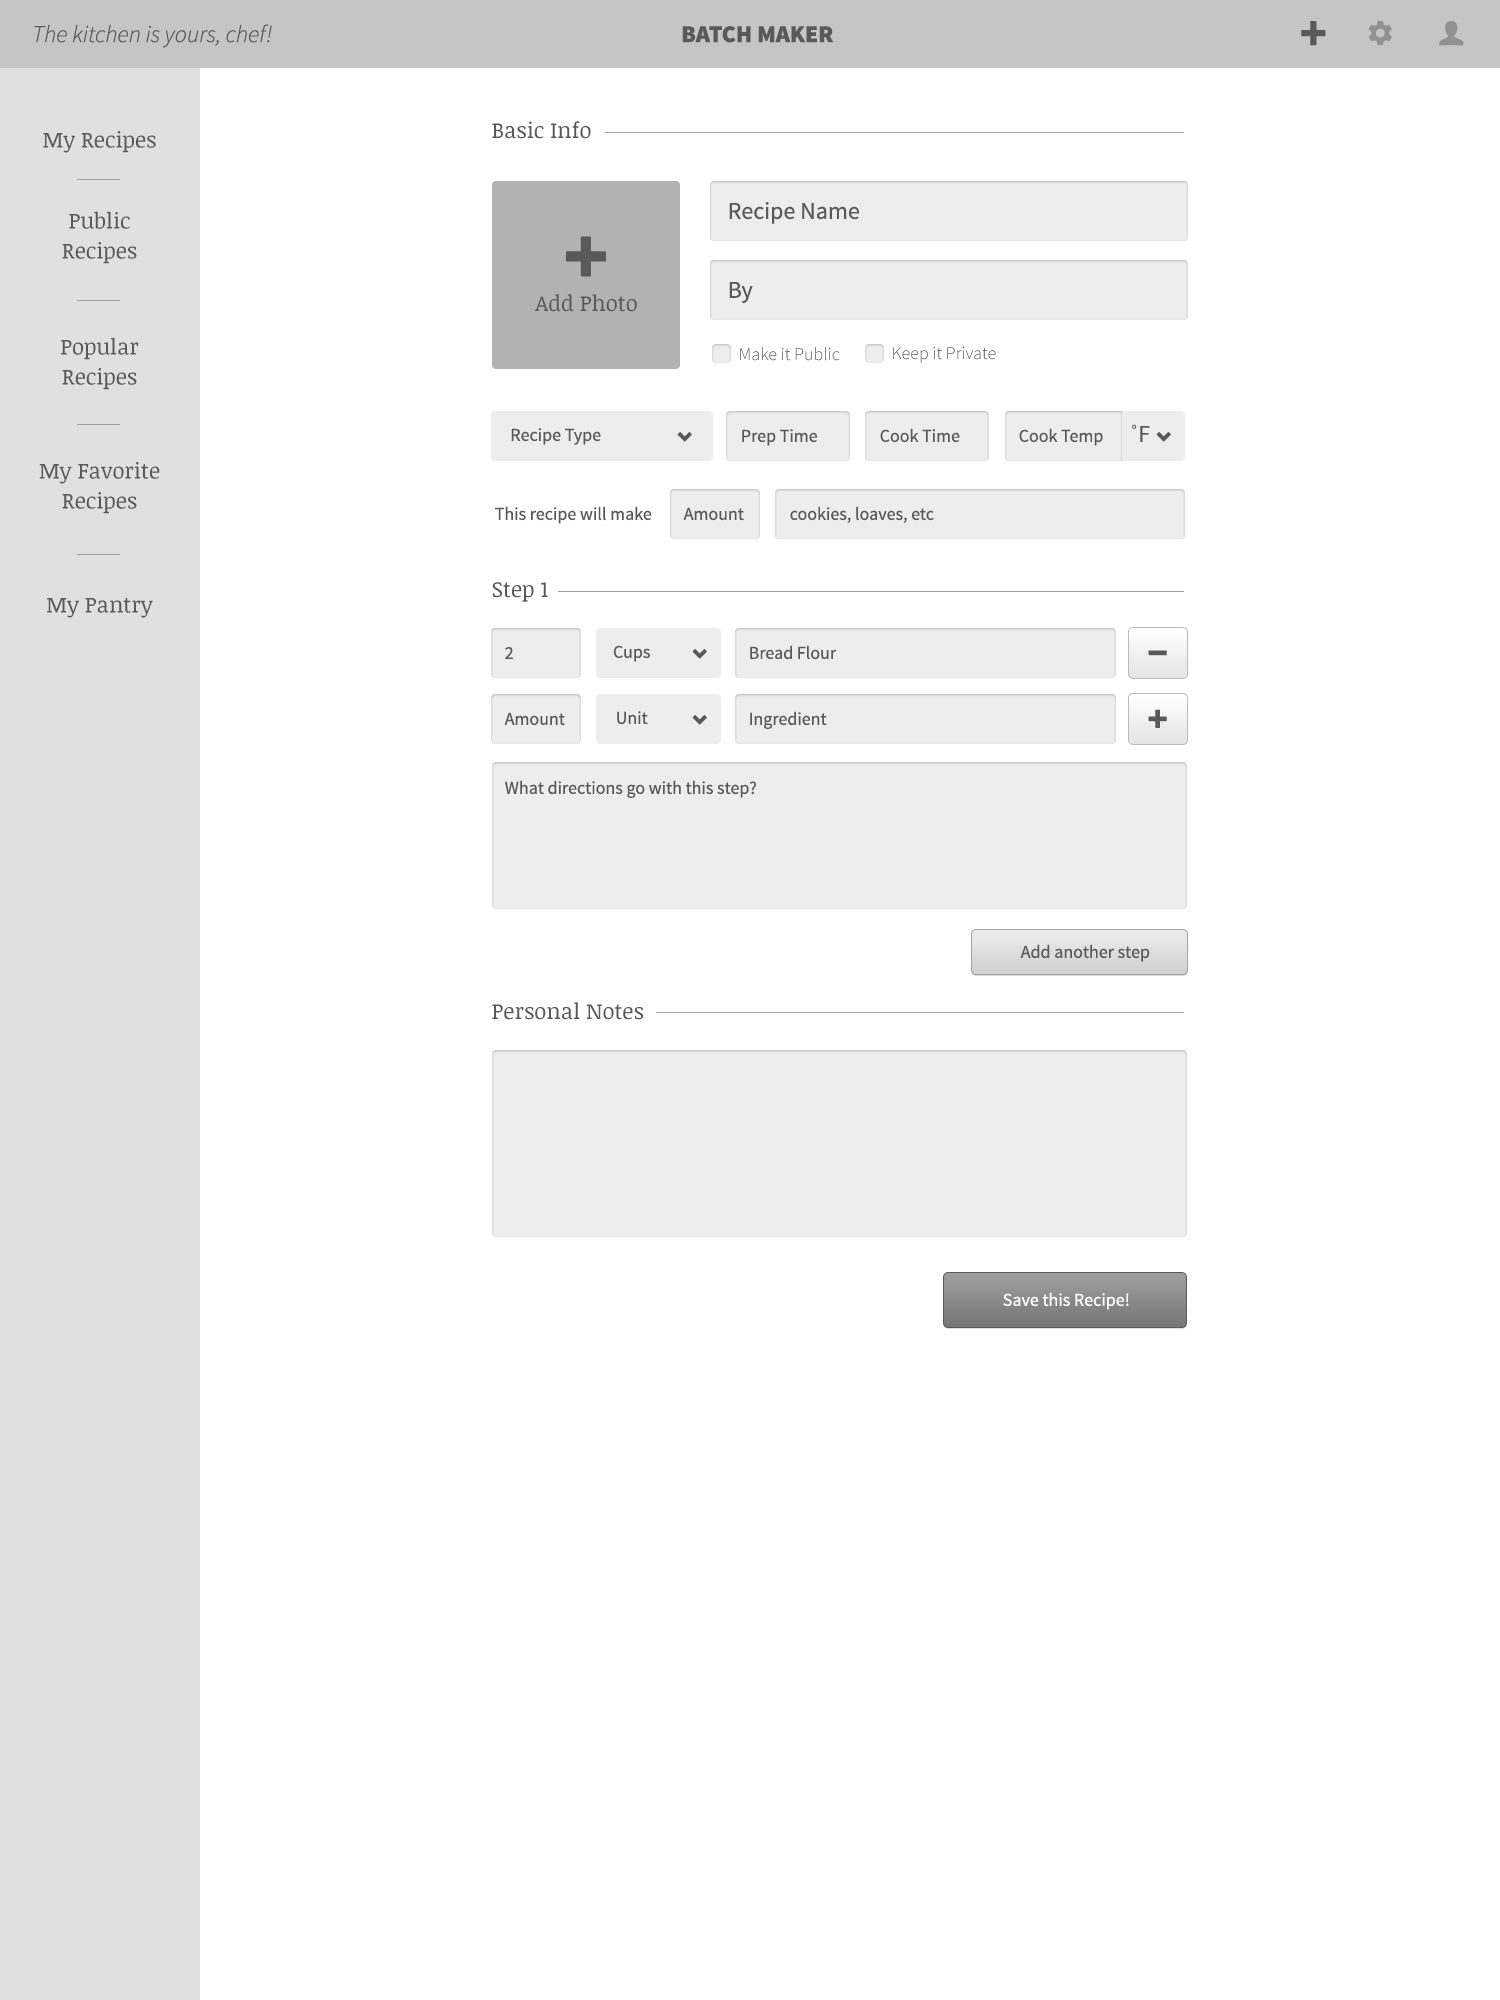 The kitchen is yours, chef!
BATCH MAKER
My Recipes
Public
Recipes
Popular
Recipes
My Favorite
Recipes
My Pantry
Basic Info
Add Photo
Recipe Name
By
Make it Public
Keep it Private
Recipe Type
Prep Time
Cook Time
Cook Temp
°F
This recipe will make
Amount
cookies, loaves, etc
Step 1
2
Cups
Bread Flour
Amount
Unit
Ingredient
What directions go with this step?
Add another step
Personal Notes
Save this Recipe!